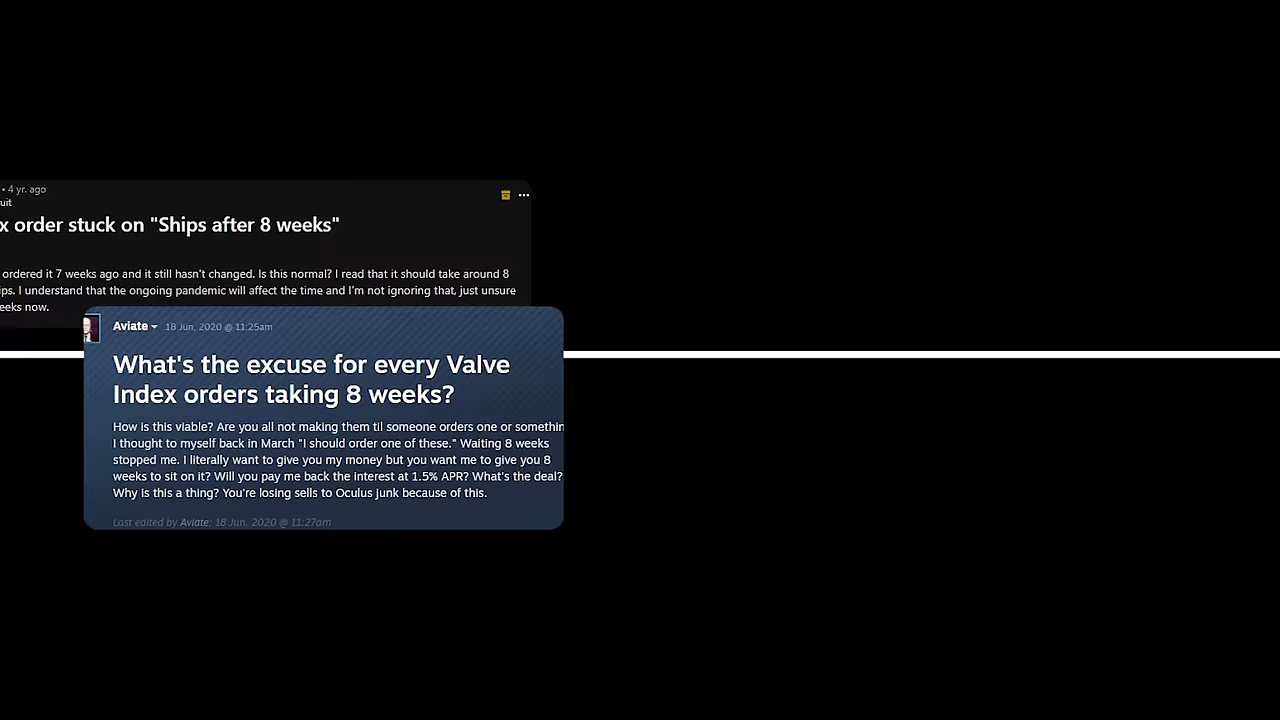 • 4 yr. ago
uit
x order stuck on "Ships after 8 weeks"
ordered it 7 weeks ago and it still hasn't changed. Is this normal? I read that it should take around 8
ips. I understand that the ongoing pandemic will affect the time and I'm not ignoring that, just unsure
eeks now.
Aviate 18 Jun, 2020 @ 11:25am
What's the excuse for every Valve
Index orders taking 8 weeks?
How is this viable? Are you all not making them til someone orders one or somethin
I thought to myself back in March "I should order one of these." Waiting 8 weeks
stopped me. I literally want to give you my money but you want me to give you 8
weeks to sit on it? Will you pay me back the interest at 1.5% APR? What's the deal?
Why is this a thing? You're losing sells to Oculus junk because of this.
Last edited by Aviate; 18 Jun, 2020 @ 11:27am